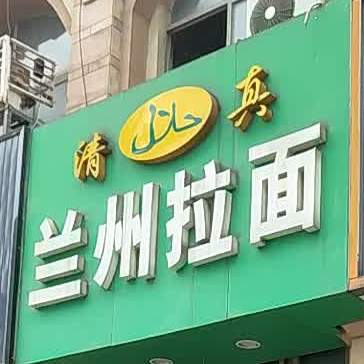 清 حلال 真
兰州拉面